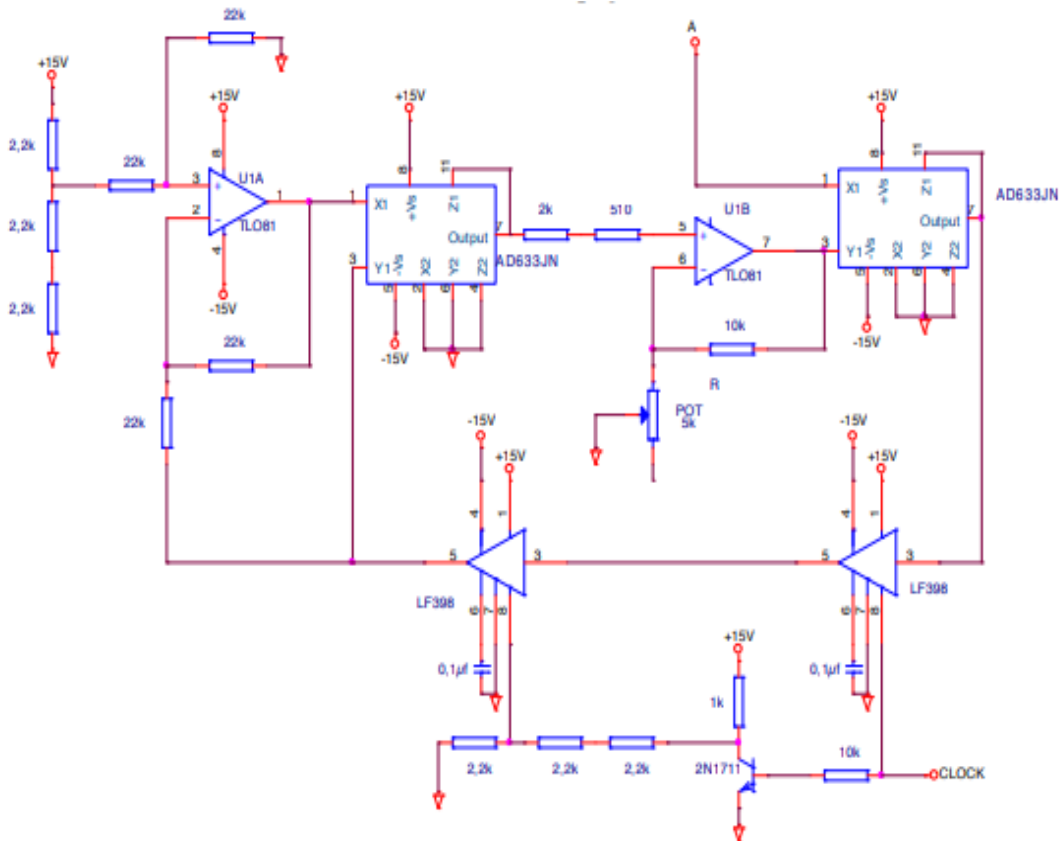 22k
A
+15V
+15V
+15V
+15V
2,2k
22k
8
3
+
U1A
1
2
-
TLO81
4
-15V
8
11
1
X1
+Vs
Z1
Output
7
AD633JN
3
Y1
-Vs
X2
Y2
Z2
5
2
6
4
-15V
2k
510
U1B
5
+
7
6
-
TLO81
8
11
1
X1
+Vs
Z1
AD633JN
Output
7
3
Y1
-Vs
X2
Y2
Z2
5
2
6
4
-15V
2,2k
2,2k
22k
10k
R
22k
POT
5k
-15V
+15V
4
1
5
3
LF398
6
7
8
0,1µf
-15V
+15V
4
1
5
3
LF398
6
7
8
0,1µf
+15V
1k
2,2k
2,2k
2,2k
2N1711
10k
CLOCK